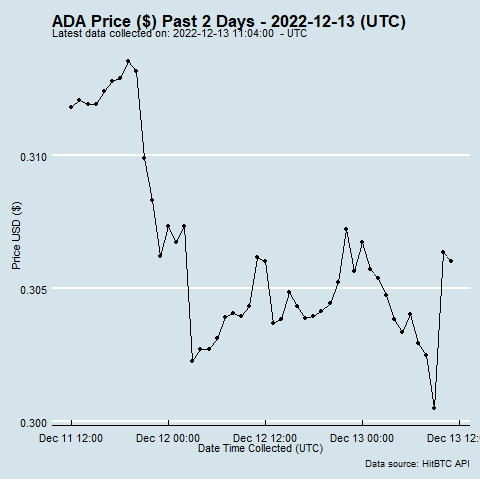 ADA Price ($) Past 2 Days - 2022-12-13 (UTC)
Latest data collected on: 2022-12-13 11:04:00 - UTC
0.310
0.305
0.300
Price USD ($)
Dec 11 12:00 Dec 12 00:00 Dec 12 12:00 Dec 13 00:00 Dec 13 12:
Date Time Collected (UTC)
Data source: HitBTC API